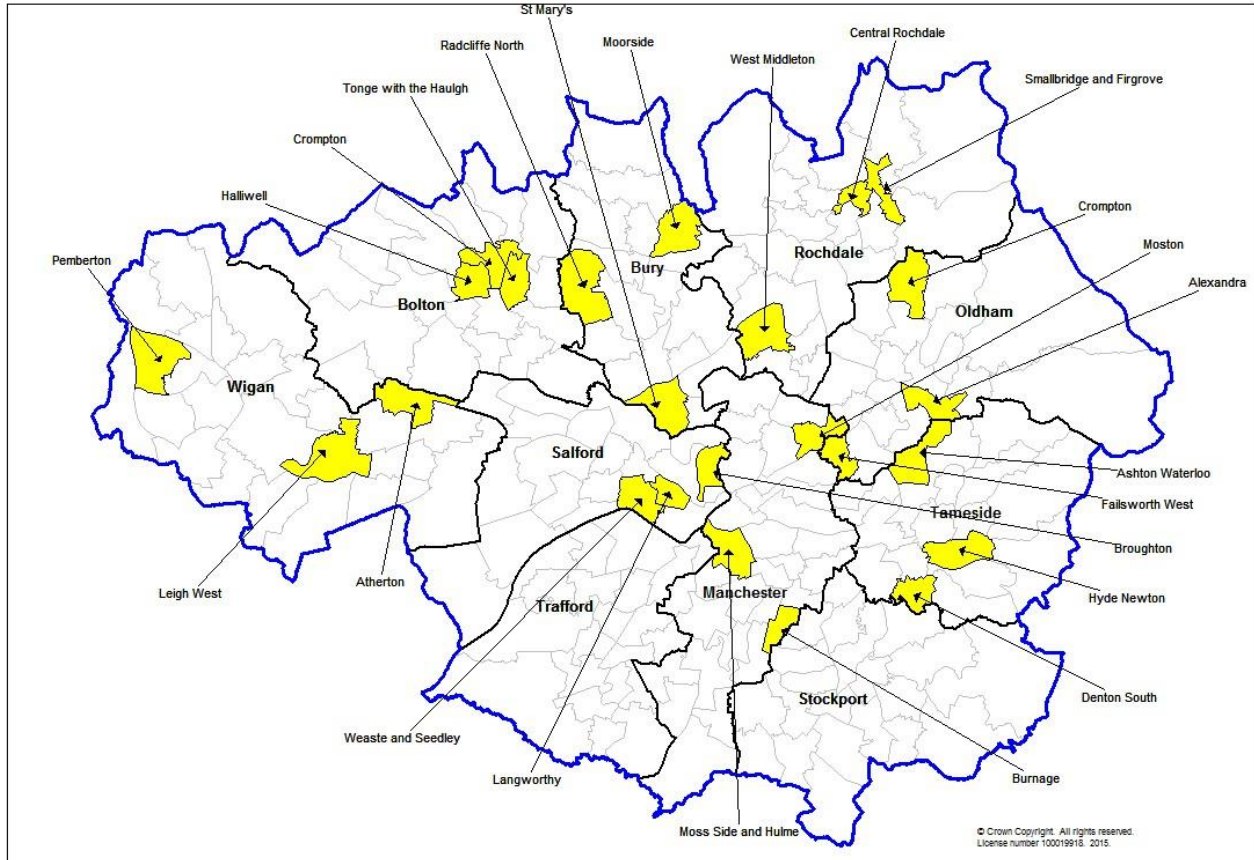 St Mary's
Radcliffe North
Moorside
Central Rochdale
West Middleton
Smallbridge and Firgrove
Tonge with the Haulgh
Crompton
Halliwell
Crompton
Moston
Pemberton
Rochdale
Bury
Alexandra
Bolton
Oldham
Wigan
Salford
Ashton Waterloo
Failsworth West
Tameside
Broughton
Atherton
Leigh West
Manchester
Trafford
Hyde Newton
Stockport
Denton South
Weaste and Seedley
Langworthy
Burnage
Moss Side and Hulme
© Crown Copyright. All rights reserved.
License number 100019918. 2015.